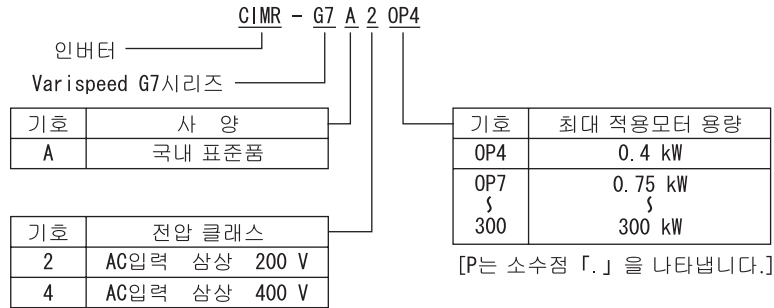 CIMR - G7 A 2 0P4
인버터
Varispeed G7시리즈
기호 사 양
A 국내 표준품
기호 전압 클래스
2 AC입력 삼상 200 V
4 AC입력 삼상 400 V
기호 최대 적용모터 용량
0P4 0.4 kW
0P7 0.75 kW
∫ ∫
300 300 kW
[P는 소수점「.」을 나타냅니다.]